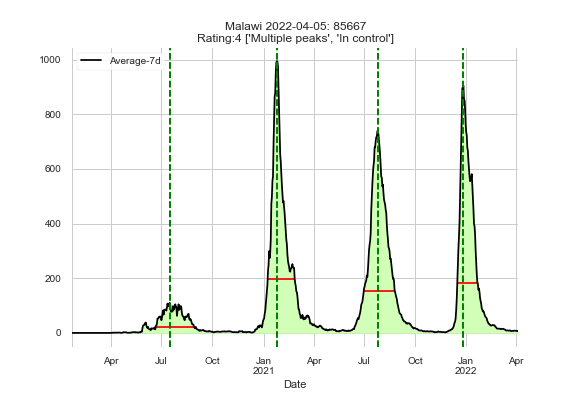 Malawi 2022-04-05: 85667
Rating:4 ['Multiple peaks', 'In control']
Average-7d
1000
800
600
400
200
0
Apr Jul Oct Jan Apr Jul Oct Jan Apr
2021 2022
Date